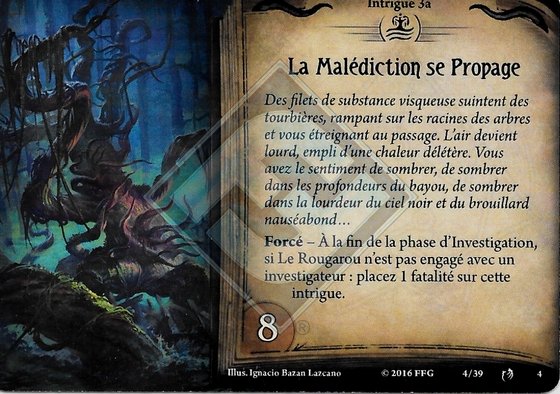 Intrigue 3a
La Malédiction se Propage
Des filets de substance visqueuse suintent des
tourbières, rampant sur les racines des arbres
et vous étreignant au passage. L'air devient
lourd, empli d'une chaleur délétère. Vous
avez le sentiment de sombrer, de sombrer
dans les profondeurs du bayou, de sombrer
dans la lourdeur du ciel noir et du brouillard
nauséabond…
Forcé – À la fin de la phase d'Investigation,
si Le Rougarou n'est pas engagé avec un
investigateur : placez 1 fatalité sur cette
intrigue.
8 ®
Illus. Ignacio Bazan Lazcano © 2016 FFG 4/39 4